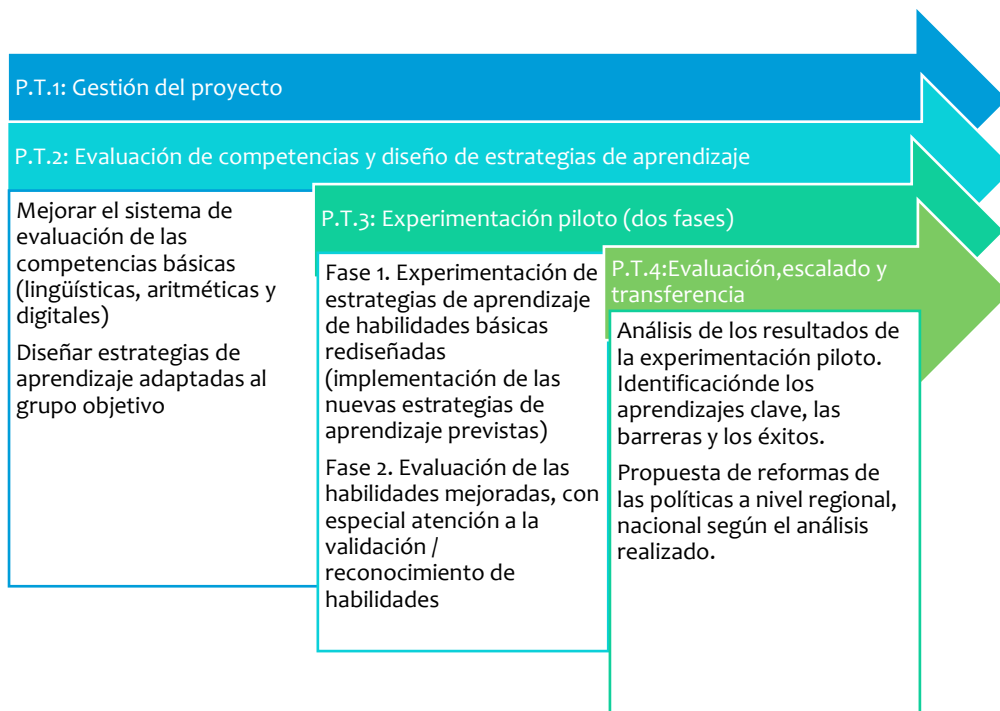 P.T.1: Gestión del proyecto
P.T.2: Evaluación de competencias y diseño de estrategias de aprendizaje
Mejorar el sistema de
evaluación de las
competencias básicas
(lingüísticas, aritméticas y
digitales)
Diseñar estrategias de
aprendizaje adaptadas al
grupo objetivo
P.T.3: Experimentación piloto (dos fases)
Fase 1. Experimentación de
estrategias de aprendizaje
de habilidades básicas
rediseñadas
(implementación de las
nuevas estrategias de
aprendizaje previstas)
Fase 2. Evaluación de las
habilidades mejoradas, con
especial atención a la
validación /
reconocimiento de
habilidades
P.T.4:Evaluación,escalado y
transferencia
Análisis de los resultados de
la experimentación piloto.
Identificaciónde los
aprendizajes clave, las
barreras y los éxitos.
Propuesta de reformas de
las políticas a nivel regional,
nacional según el análisis
realizado.